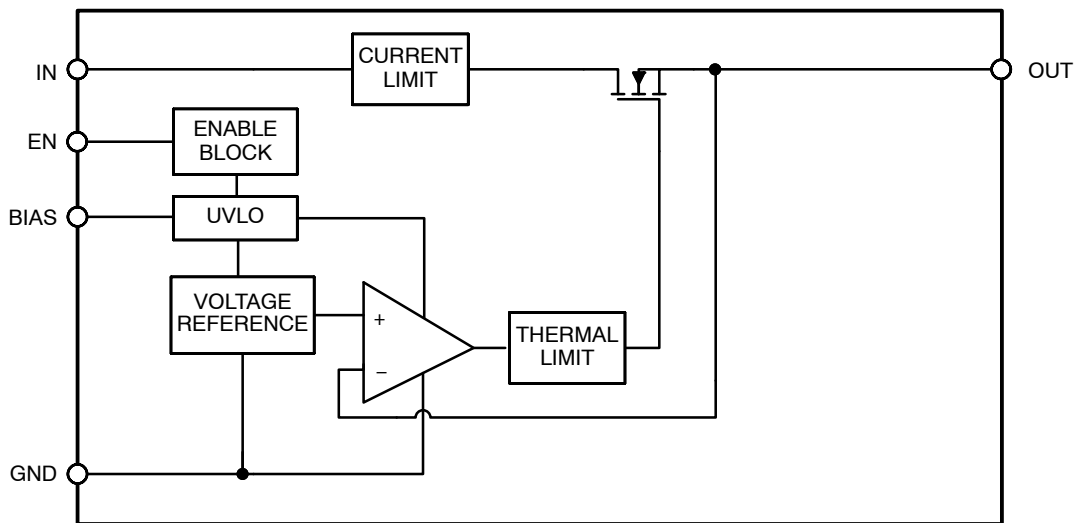 CURRENT
LIMIT
IN
OUT
ENABLE
BLOCK
EN
UVLO
BIAS
VOLTAGE
REFERENCE
+
−
THERMAL
LIMIT
GND